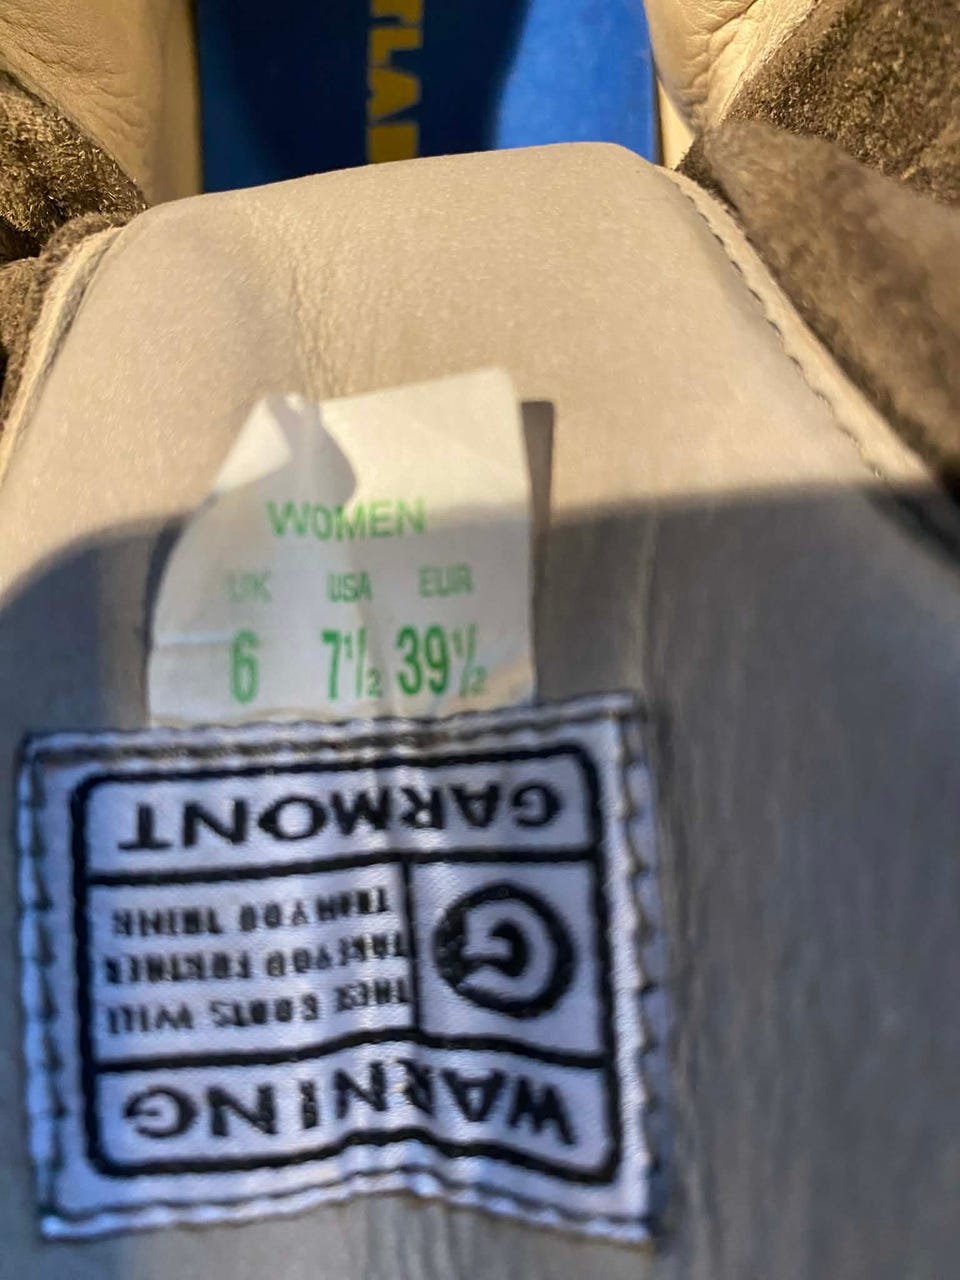 TLAN
WOMEN
UK USA EUR
6 7½ 39½
WARNING
G
THESE BOOTS WILL
TAKE YOU FURTHER
THAN YOU THINK
GARMONT